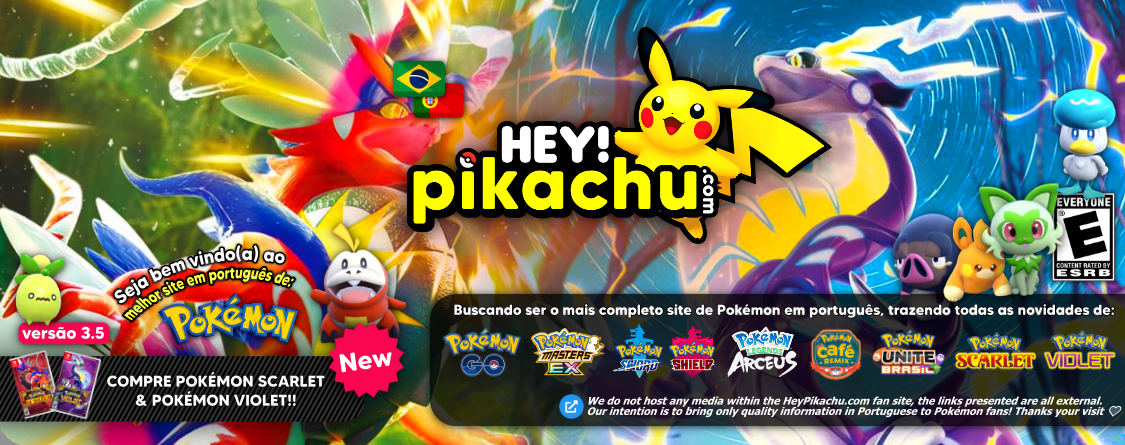 HEY!
pikachu.com
EVERYONE
E
CONTENT RATED BY
ESRB
Seja bem vindo(a) ao
melhor site em português de:
POKÉMON
versão 3.5
New
COMPRE POKÉMON SCARLET
& POKÉMON VIOLET!!
Buscando ser o mais completo site de Pokémon em português, trazendo todas as novidades de:
POKÉMON GO
POKÉMON MASTERS EX
POKÉMON SWORD
POKÉMON SHIELD
POKÉMON LEGENDS ARCEUS
POKÉMON Café REMIX
POKÉMON UNITE BRASIL
POKÉMON SCARLET
POKÉMON VIOLET
We do not host any media within the HeyPikachu.com fan site, the links presented are all external.
Our intention is to bring only quality information in Portuguese to Pokémon fans! Thanks your visit